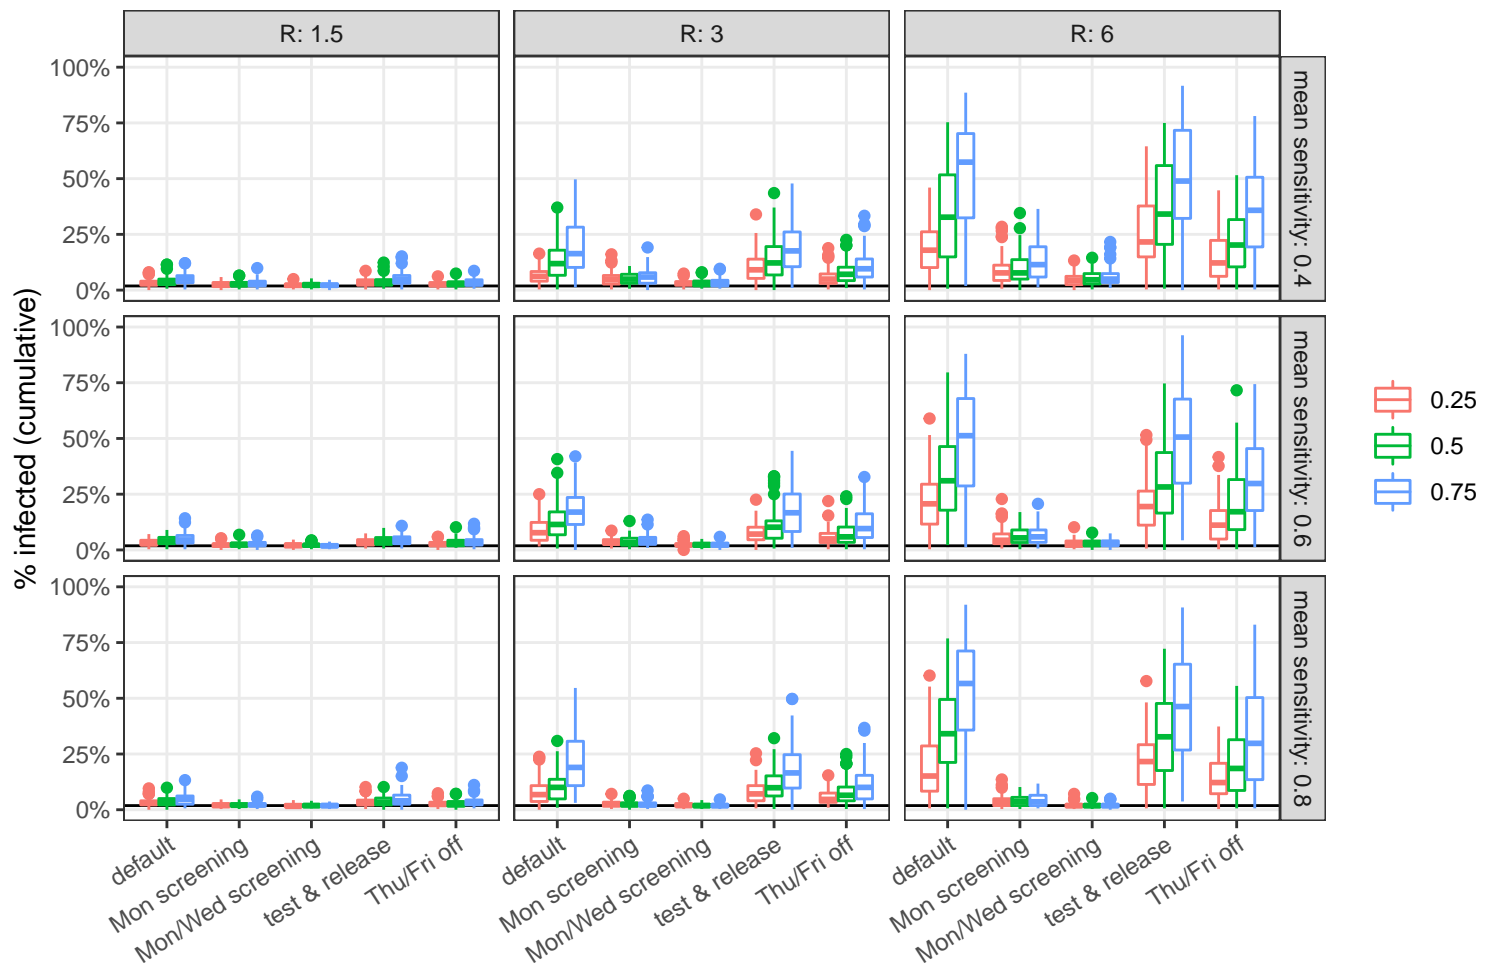 R: 1.5
R: 3
R: 6
% infected (cumulative)
100%
75%
50%
25%
0%
mean sensitivity: 0.4
100%
75%
50%
25%
0%
mean sensitivity: 0.6
100%
75%
50%
25%
0%
mean sensitivity: 0.8
0.25
0.5
0.75
default
Mon screening
Mon/Wed screening
test & release
Thu/Fri off
default
Mon screening
Mon/Wed screening
test & release
Thu/Fri off
default
Mon screening
Mon/Wed screening
test & release
Thu/Fri off